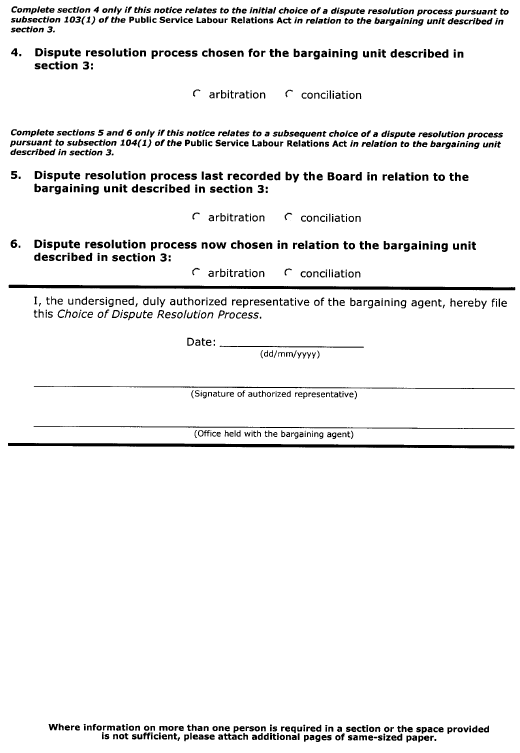 Complete section 4 only if this notice relates to the initial choice of a dispute resolution process pursuant to
subsection 103(1) of the Public Service Labour Relations Act in relation to the bargaining unit described in
section 3.
4. Dispute resolution process chosen for the bargaining unit described in
section 3:
arbitration conciliation
Complete sections 5 and 6 only if this notice relates to a subsequent choice of a dispute resolution process
pursuant to subsection 104(1) of the Public Service Labour Relations Act in relation to the bargaining unit
described in section 3.
5. Dispute resolution process last recorded by the Board in relation to the
bargaining unit described in section 3:
arbitration conciliation
6. Dispute resolution process now chosen in relation to the bargaining unit
described in section 3:
arbitration conciliation
I, the undersigned, duly authorized representative of the bargaining agent, hereby file
this Choice of Dispute Resolution Process.
Date:
(dd/mm/yyyy)
(Signature of authorized representative)
(Office held with the bargaining agent)
Where information on more than one person is required in a section or the space provided
is not sufficient, please attach additional pages of same-sized paper.